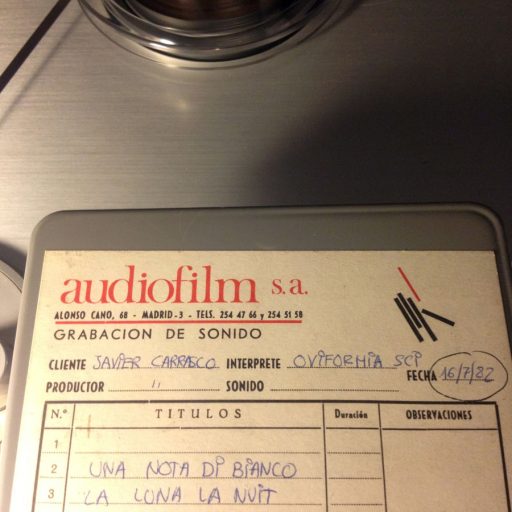 audiofilm s.a.
ALONSO CANO, 68 - MADRID-3 - TELS. 254 47 66 y 254 51 58
GRABACION DE SONIDO
CLIENTE JAVIER CARRASCO INTERPRETE OVIFORMIA SCI
PRODUCTOR " SONIDO FECHA 16/7/82
N.º TITULOS Duración OBSERVACIONES
1
2 UNA NOTA DI BIANCO
3 LA LUNA LA NUIT